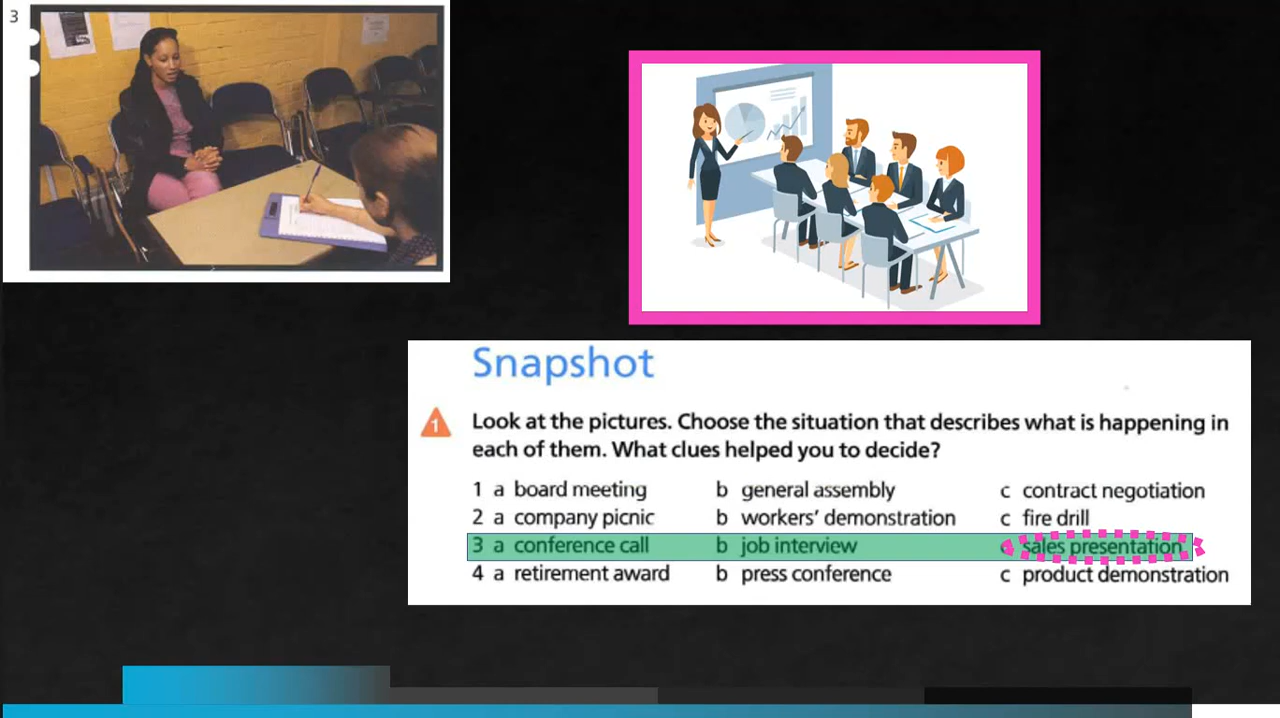 3
Snapshot
1 Look at the pictures. Choose the situation that describes what is happening in
each of them. What clues helped you to decide?
1 a board meeting b general assembly c contract negotiation
2 a company picnic b workers' demonstration c fire drill
3 a conference call b job interview c sales presentation
4 a retirement award b press conference c product demonstration